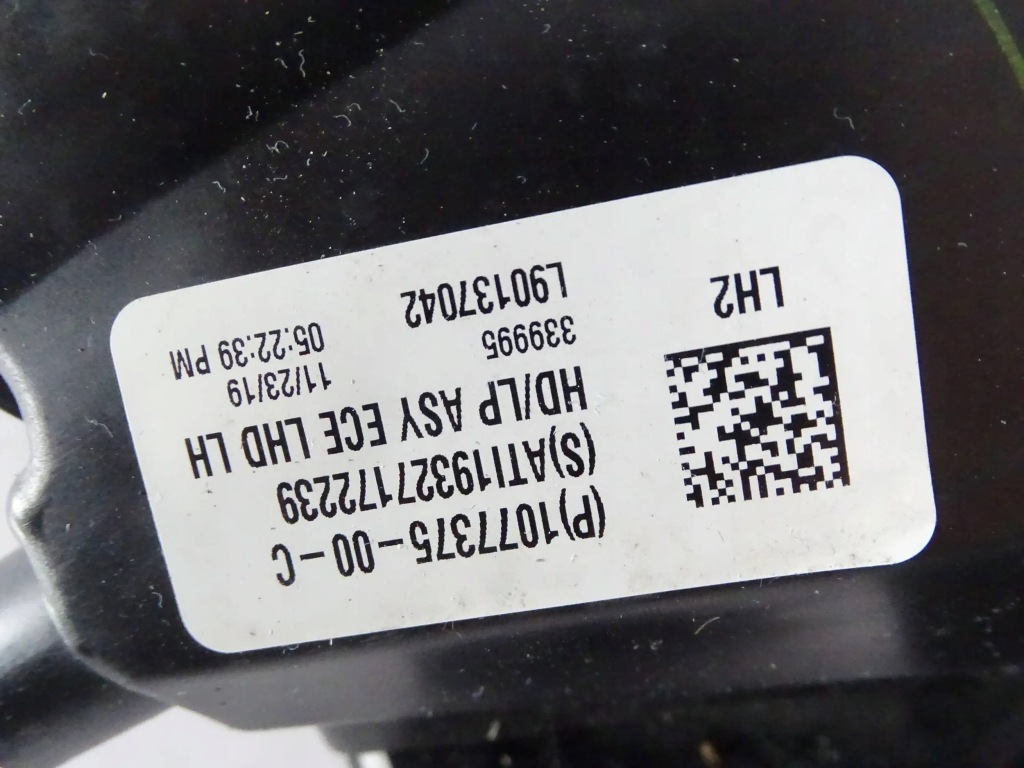 (P)1077375-00-C
(S)ATI19327172239
HD/LP ASY ECE LHD LH
339995 11/23/19
L90137042 05:22:39 PM
LH2